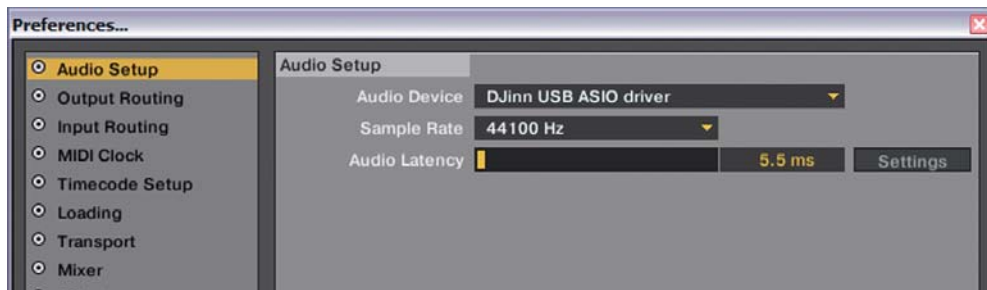 Preferences...
Audio Setup
Output Routing
Input Routing
MIDI Clock
Timecode Setup
Loading
Transport
Mixer
Audio Setup
Audio Device DJinn USB ASIO driver
Sample Rate 44100 Hz
Audio Latency 5.5 ms Settings